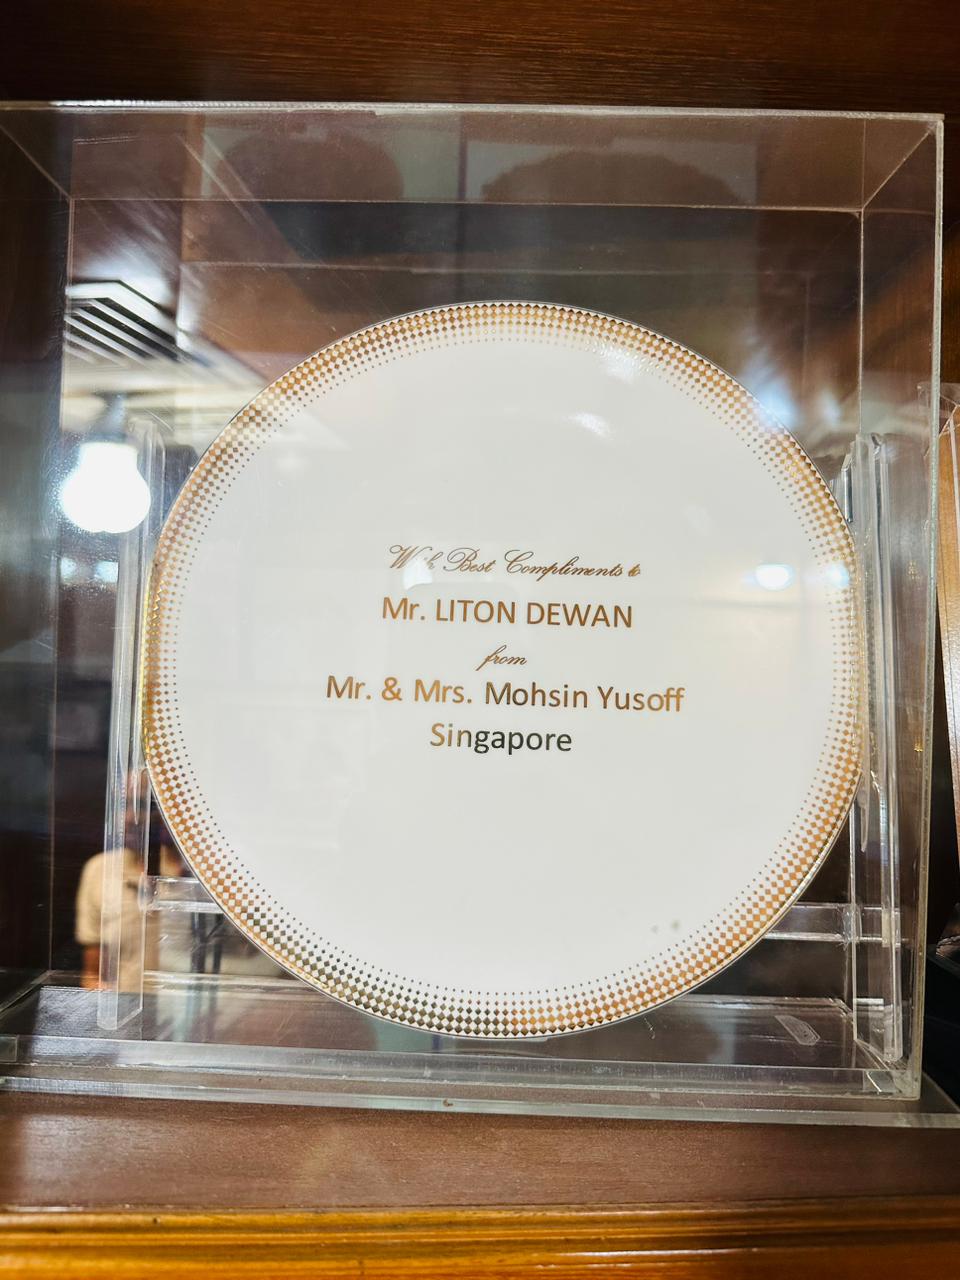 With Best Compliments to
Mr. LITON DEWAN
from
Mr. & Mrs. Mohsin Yusoff
Singapore